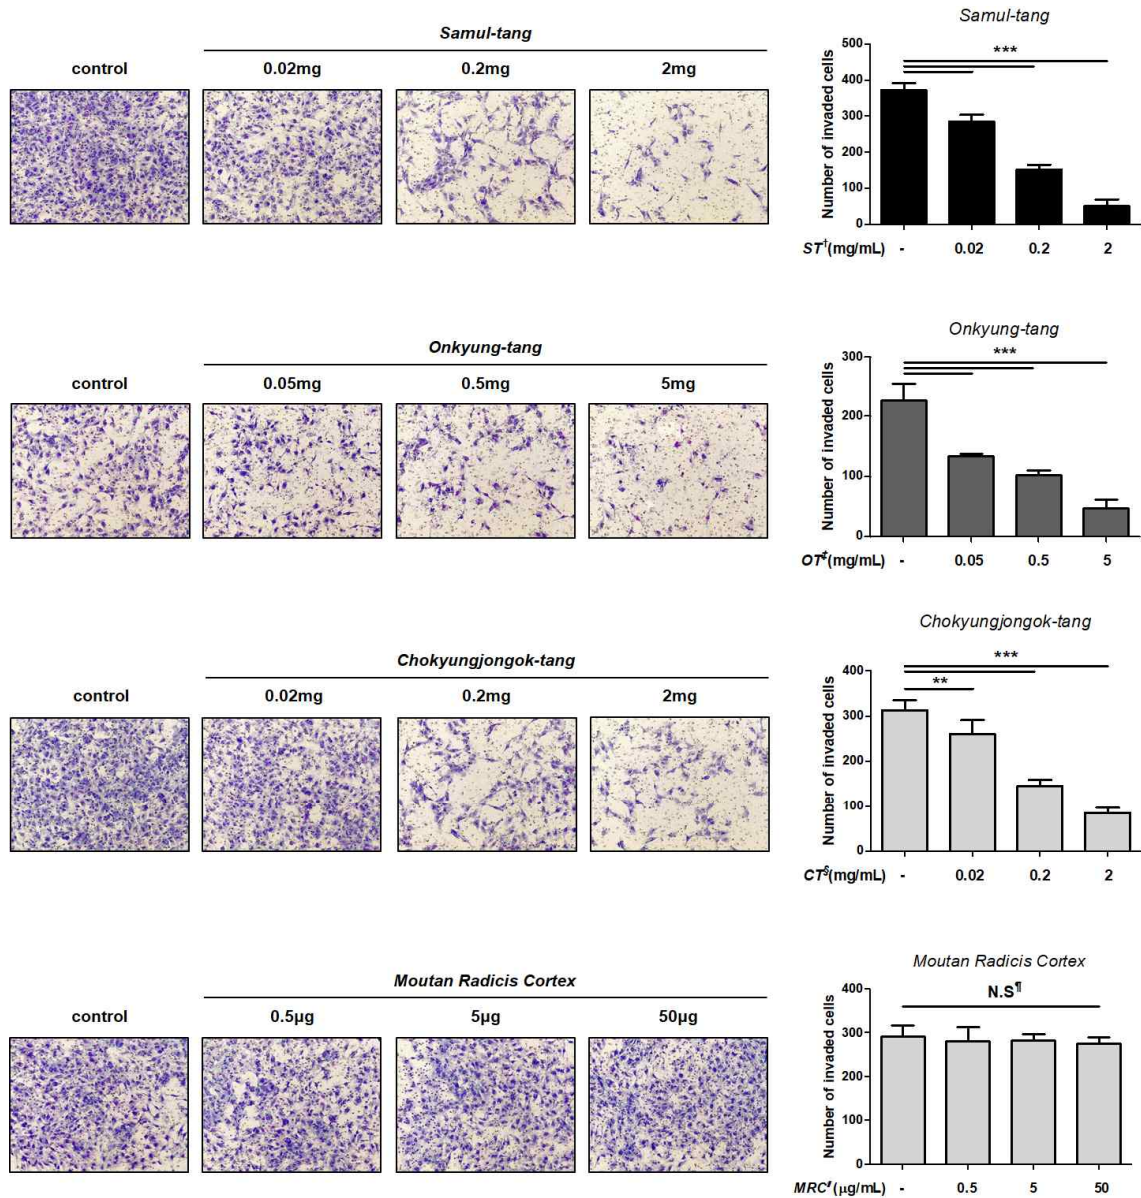 Samul-tang
control 0.02mg 0.2mg 2mg
Samul-tang
***
Number of invaded cells
500
400
300
200
100
0
ST†(mg/mL) - 0.02 0.2 2
Onkyung-tang
control 0.05mg 0.5mg 5mg
Onkyung-tang
***
Number of invaded cells
300
200
100
0
OT‡(mg/mL) - 0.05 0.5 5
Chokyungjongok-tang
control 0.02mg 0.2mg 2mg
Chokyungjongok-tang
***
**
Number of invaded cells
400
300
200
100
0
CT§(mg/mL) - 0.02 0.2 2
Moutan Radicis Cortex
control 0.5μg 5μg 50μg
Moutan Radicis Cortex
N.S¶
Number of invaded cells
400
300
200
100
0
MRC(μg/mL) - 0.5 5 50